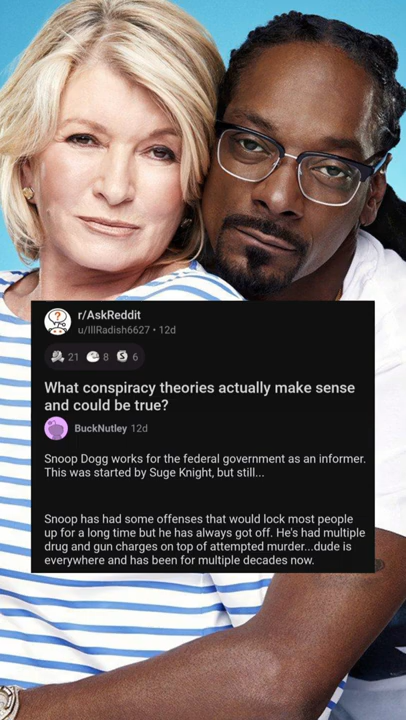 r/AskReddit
u/IllRadish6627 • 12d
21 8 6
What conspiracy theories actually make sense
and could be true?
BuckNutley 12d
Snoop Dogg works for the federal government as an informer.
This was started by Suge Knight, but still...
Snoop has had some offenses that would lock most people
up for a long time but he has always got off. He's had multiple
drug and gun charges on top of attempted murder...dude is
everywhere and has been for multiple decades now.